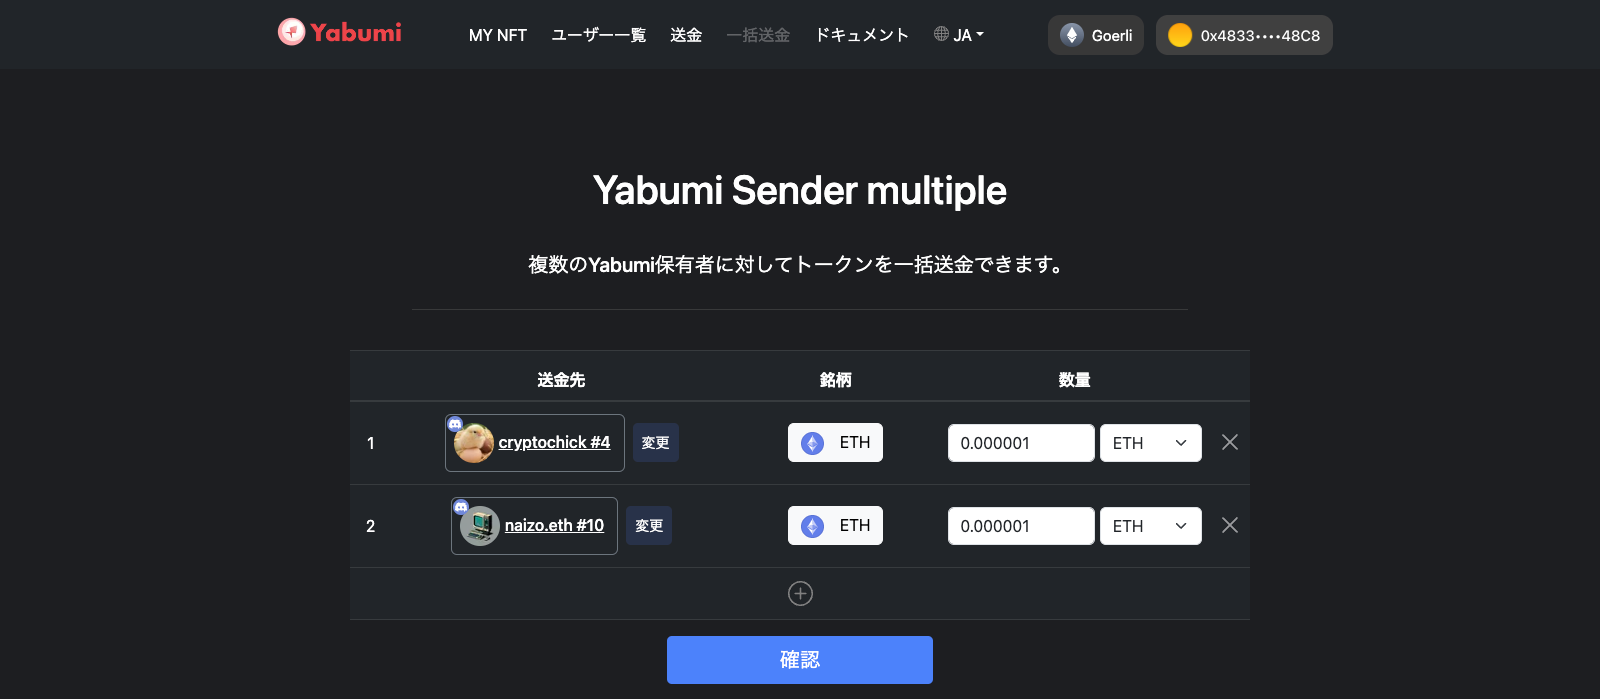 Yabumi
MY NFT ユーザー一覧 送金 一括送金 ドキュメント JA Goerli 0x4833••••48C8
Yabumi Sender multiple
複数のYabumi保有者に対してトークンを一括送金できます。
送金先 銘柄 数量
1 cryptochick #4 変更 ETH 0.000001 ETH
2 naizo.eth #10 変更 ETH 0.000001 ETH
確認